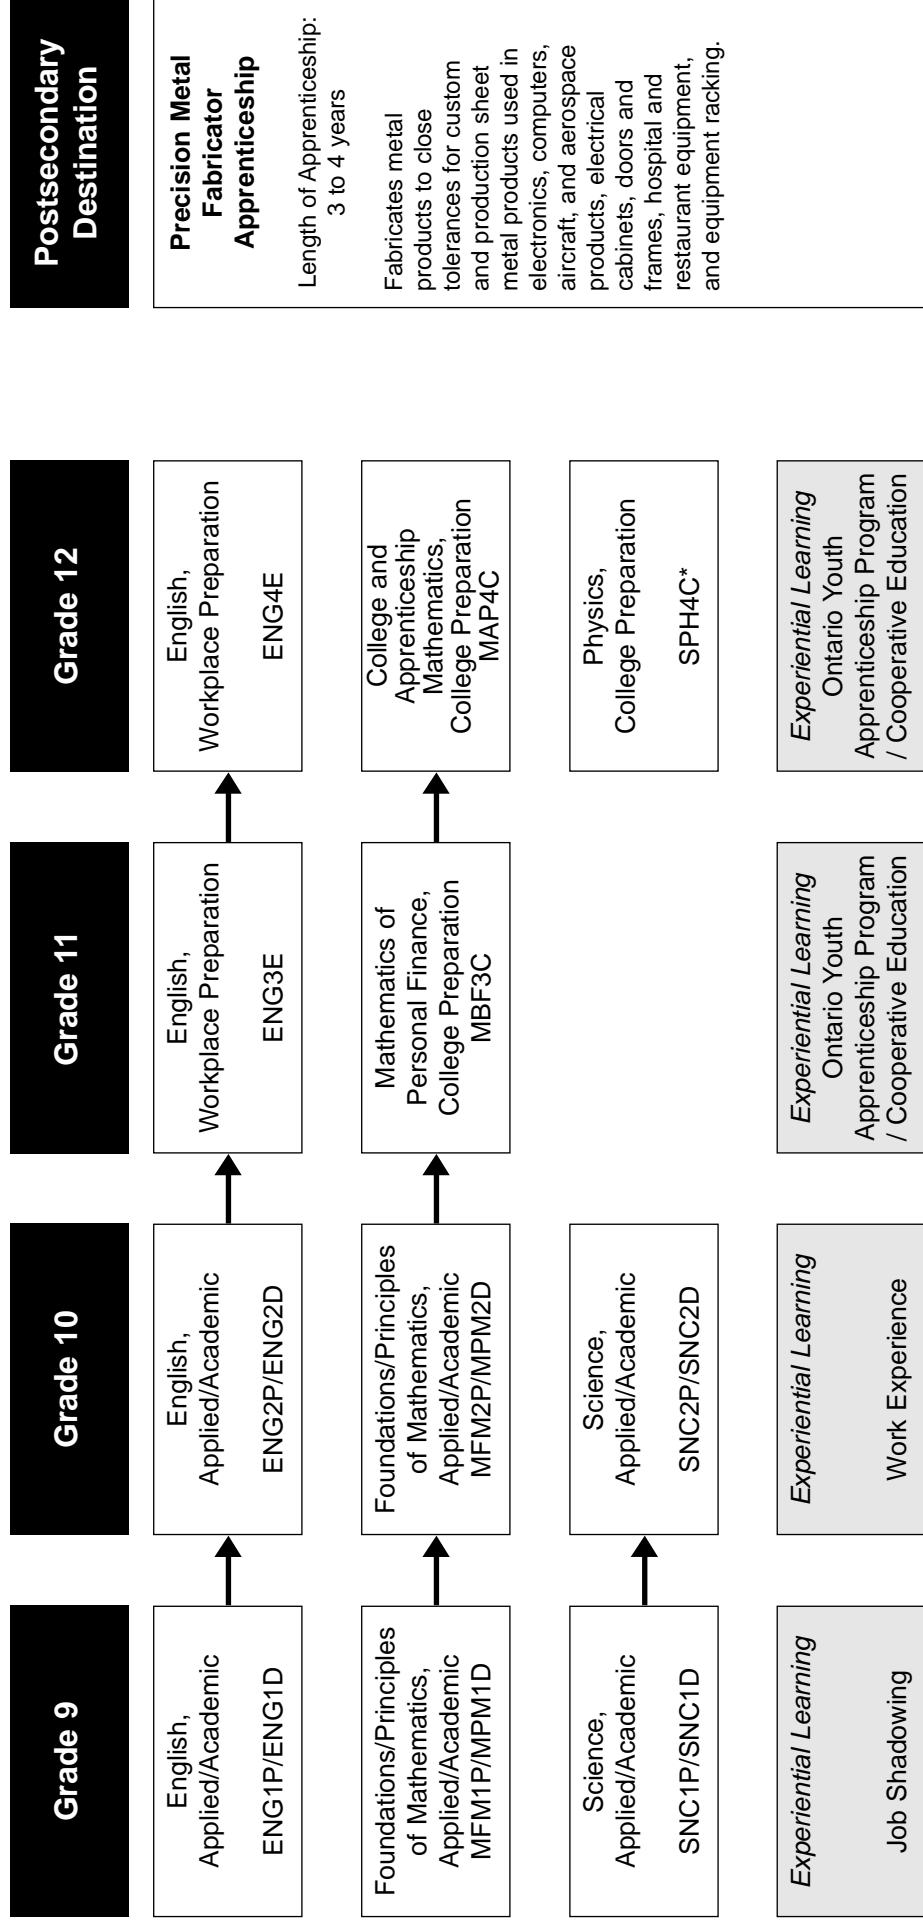 Grade 9
Grade 10
Grade 11
Grade 12
Postsecondary
Destination
English,
Applied/Academic
ENG1P/ENG1D
English,
Applied/Academic
ENG2P/ENG2D
English,
Workplace Preparation
ENG3E
English,
Workplace Preparation
ENG4E
Precision Metal
Fabricator
Apprenticeship
Length of Apprenticeship:
3 to 4 years
Fabricates metal
products to close
tolerances for custom
and production sheet
metal products used in
electronics, computers,
aircraft, and aerospace
products, electrical
cabinets, doors and
frames, hospital and
restaurant equipment,
and equipment racking.
Foundations/Principles
of Mathematics,
Applied/Academic
MFM1P/MPM1D
Foundations/Principles
of Mathematics,
Applied/Academic
MFM2P/MPM2D
Mathematics of
Personal Finance,
College Preparation
MBF3C
College and
Apprenticeship
Mathematics,
College Preparation
MAP4C
Science,
Applied/Academic
SNC1P/SNC1D
Science,
Applied/Academic
SNC2P/SNC2D
Physics,
College Preparation
SPH4C*
Experiential Learning
Job Shadowing
Experiential Learning
Work Experience
Experiential Learning
Ontario Youth
Apprenticeship Program
/ Cooperative Education
Experiential Learning
Ontario Youth
Apprenticeship Program
/ Cooperative Education